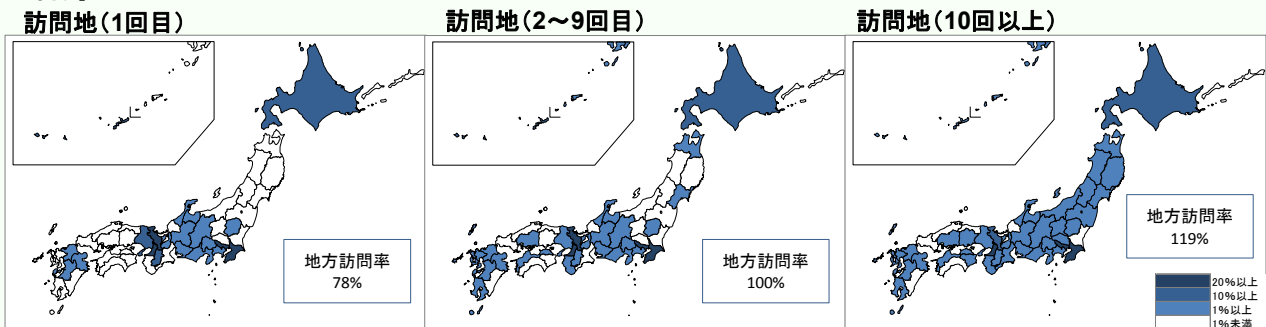 訪問地(1回目)
訪問地(2～9回目)
訪問地(10回以上)
地方訪問率
78%
地方訪問率
100%
地方訪問率
119%
20%以上
10%以上
1%以上
1%未満